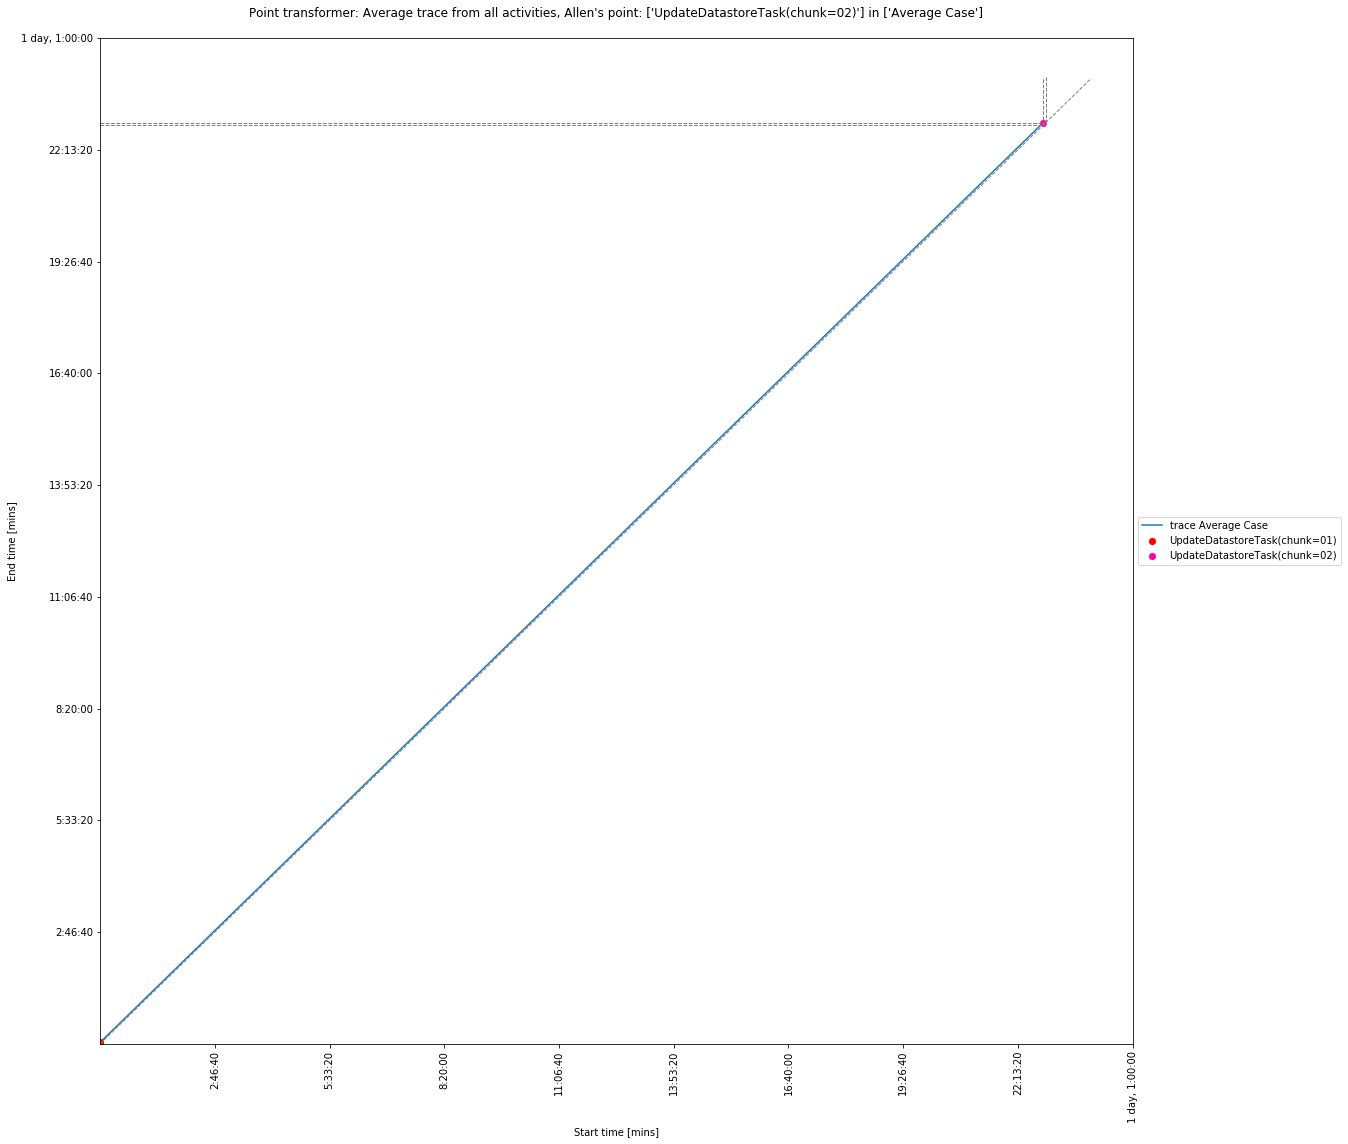 Point transformer: Average trace from all activities, Allen's point: ['UpdateDatastoreTask(chunk=02)'] in ['Average Case']
1 day, 1:00:00
22:13:20
19:26:40
16:40:00
13:53:20
11:06:40
8:20:00
5:33:20
2:46:40
End time [mins]
trace Average Case
UpdateDatastoreTask(chunk=01)
UpdateDatastoreTask(chunk=02)
2:46:40
5:33:20
8:20:00
11:06:40
13:53:20
16:40:00
19:26:40
22:13:20
1 day, 1:00:00
Start time [mins]